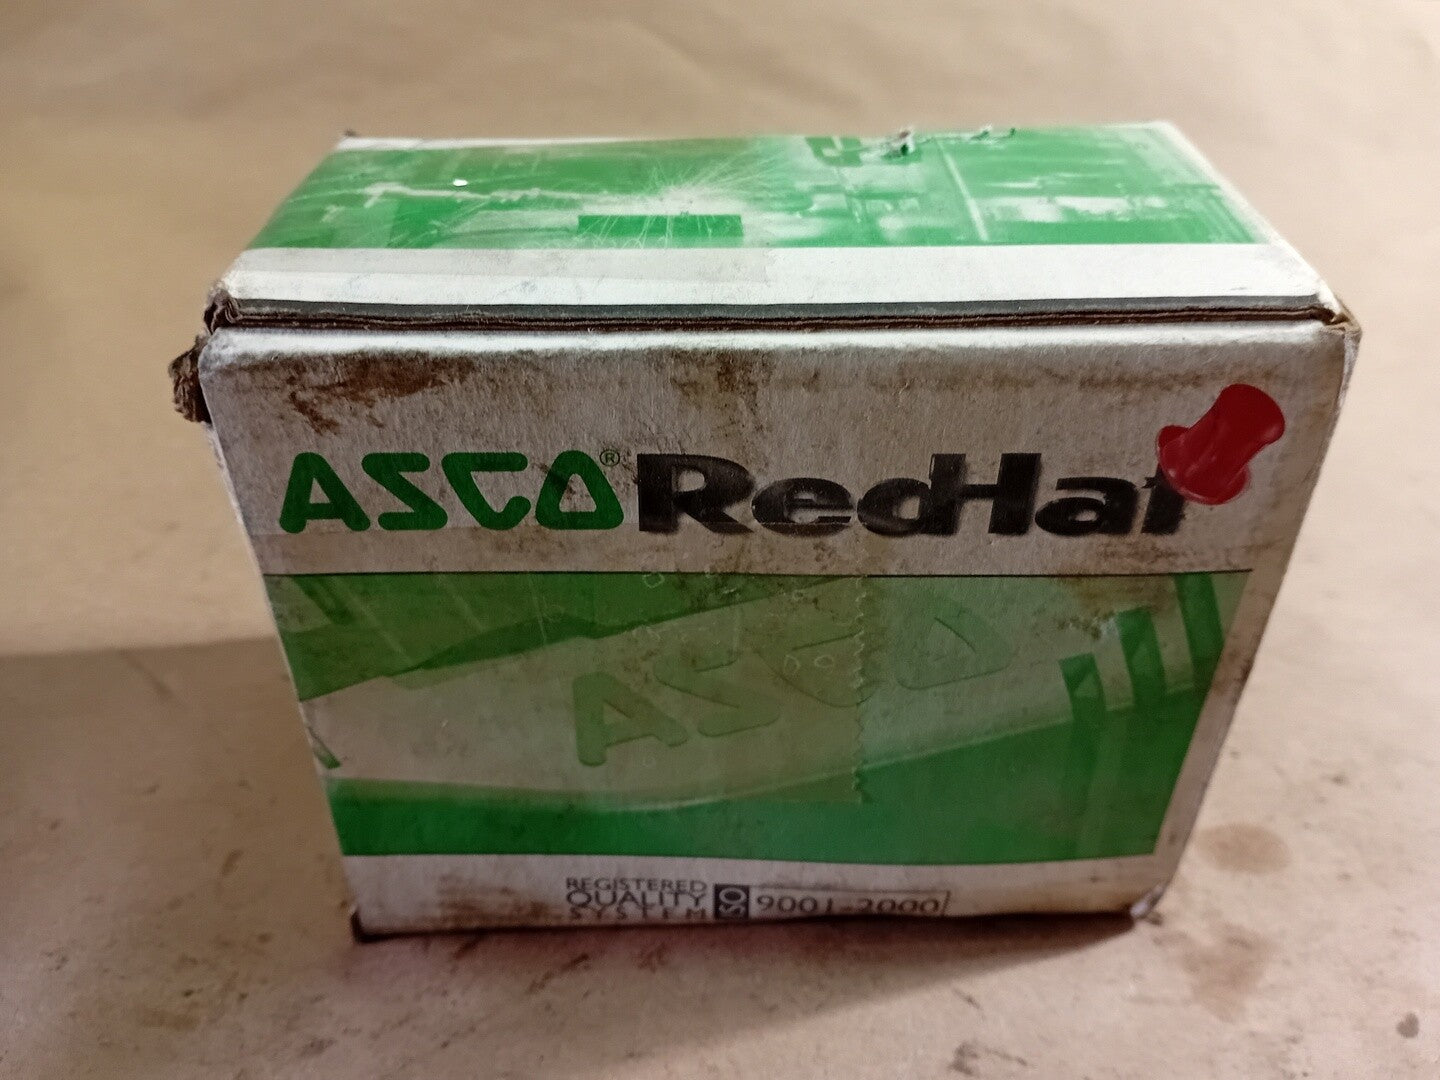 ASCO® RedHat
ASCO
REGISTERED
QUALITY
SYSTEM
ISO 9001-2000